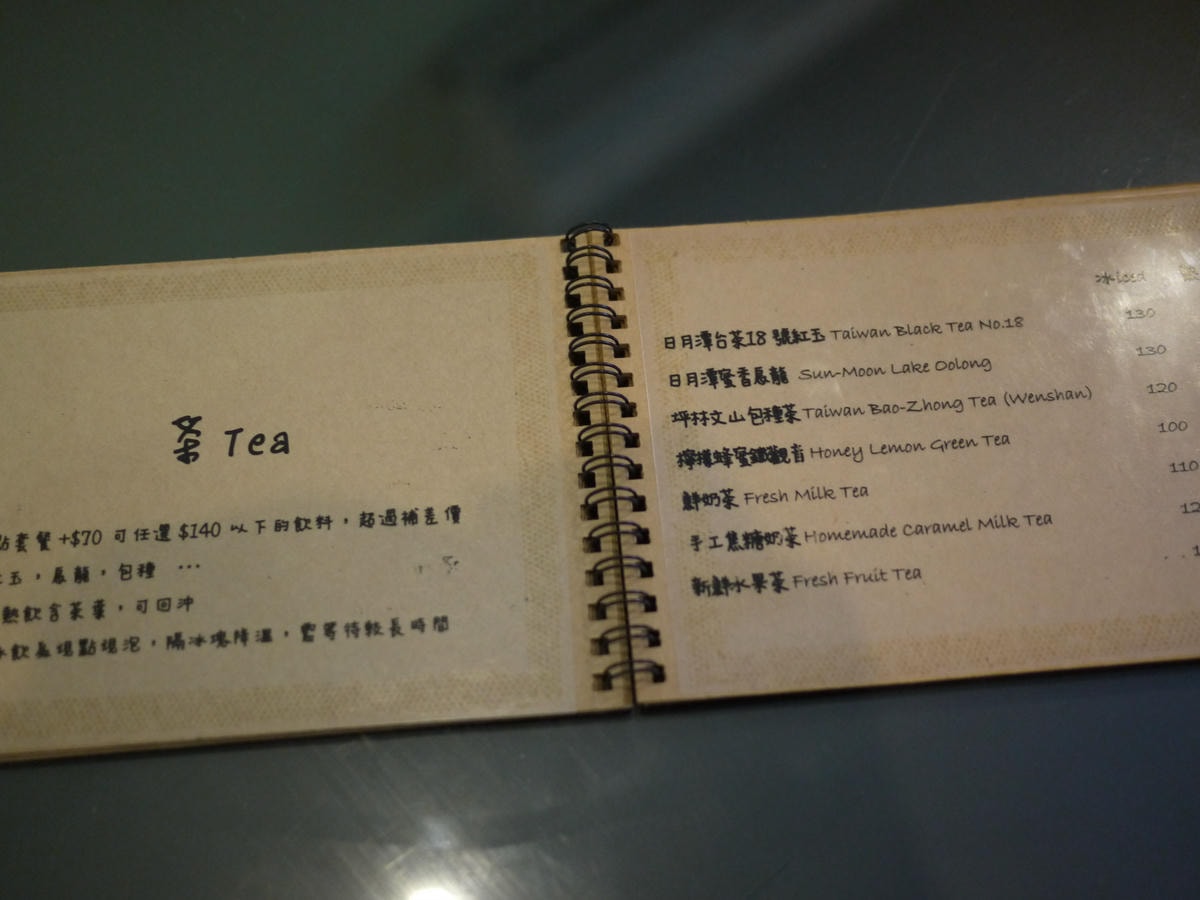 茶 Tea
點套餐 +$70 可任選 $140 以下的飲料，超過補差價
玉，烏龍，包種 …
熱飲含茶葉，可回沖
冰飲為現點現泡，隔冰塊降溫，需等待較長時間
冰iced
日月潭台茶18 號紅玉 Taiwan Black Tea No.18 130
日月潭蜜香烏龍 Sun-Moon Lake Oolong 130
坪林文山包種茶 Taiwan Bao-Zhong Tea (Wenshan) 120
檸檬蜂蜜鐵觀音 Honey Lemon Green Tea 100
鮮奶茶 Fresh Milk Tea 110
手工焦糖奶茶 Homemade Caramel Milk Tea
新鮮水果茶 Fresh Fruit Tea